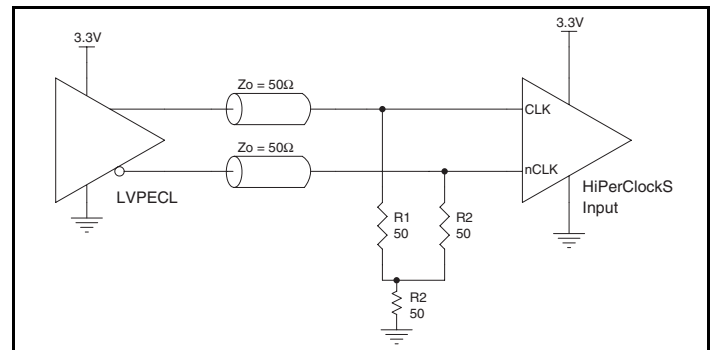 3.3V
3.3V
Zo = 50Ω
CLK
Zo = 50Ω
nCLK
LVPECL
HiPerClockS
Input
R1
50
R2
50
R2
50